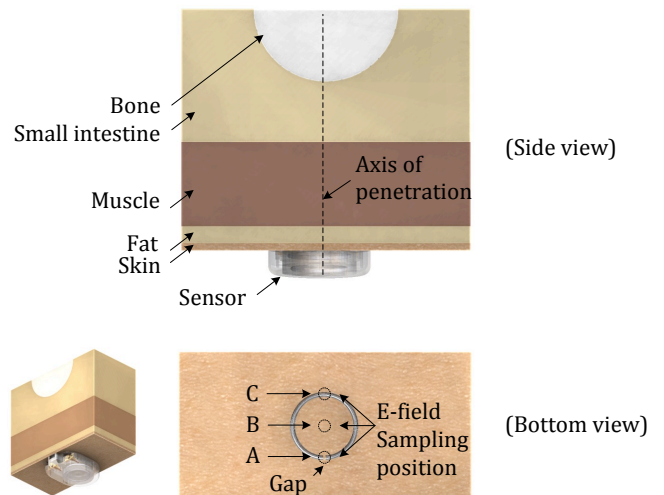 Bone
Small intestine
(Side view)
Axis of
penetration
Muscle
Fat
Skin
Sensor
C
B
A
E-field
Sampling
position
Gap
(Bottom view)